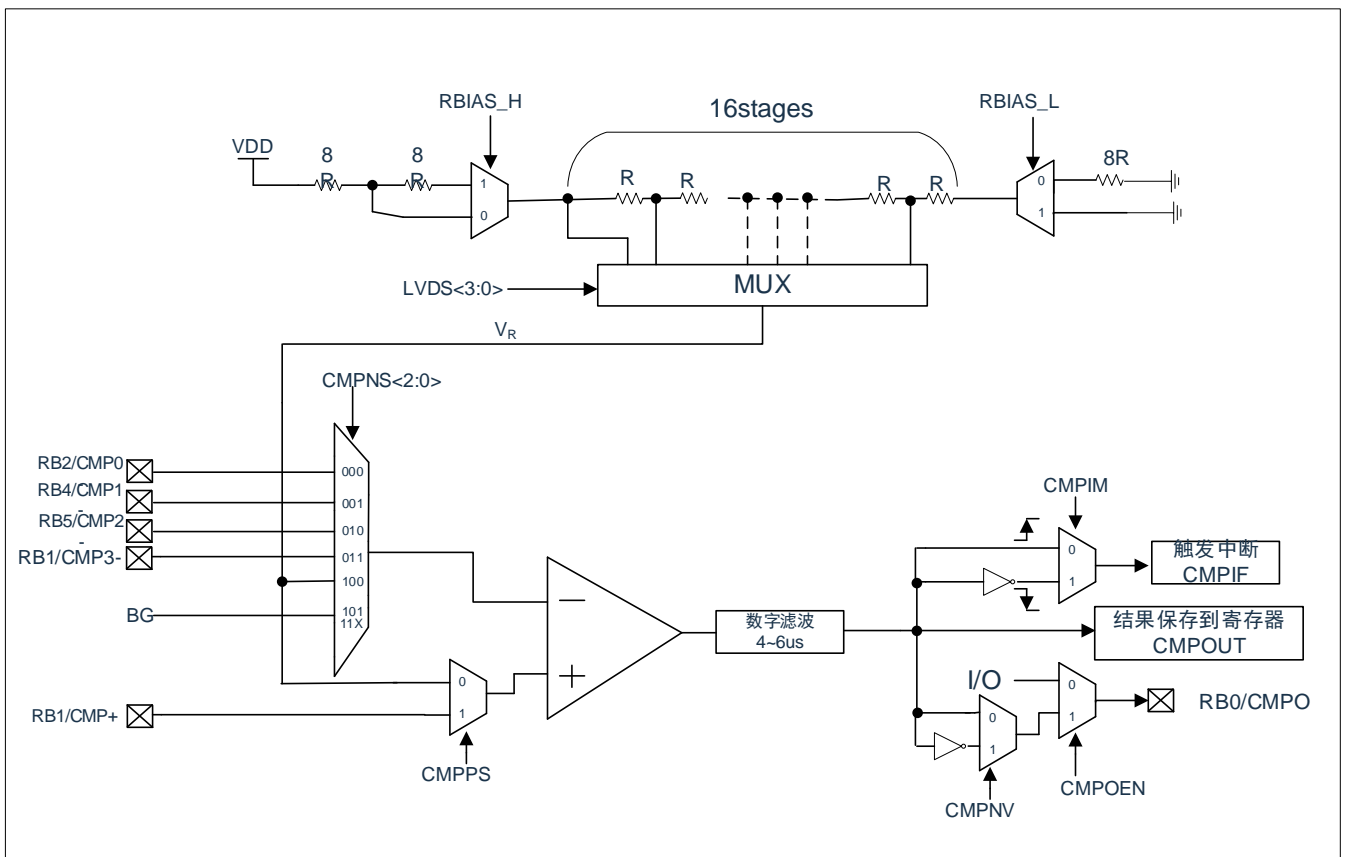 RBIAS_H
16stages
RBIAS_L
VDD
8
R
8
R
1
0
R
R
R
R
0
1
8R
LVDS<3:0>
MUX
VR
CMPNS<2:0>
RB2/CMP0
-
RB4/CMP1
-
RB5/CMP2
-
RB1/CMP3-
BG
000
001
010
011
100
101
11X
RB1/CMP+
0
1
CMPPS
−
+
数字滤波
4~6us
CMPIM
0
1
触发中断
CMPIF
结果保存到寄存器
CMPOUT
I/O
0
1
0
1
RB0/CMPO
CMPOEN
CMPNV